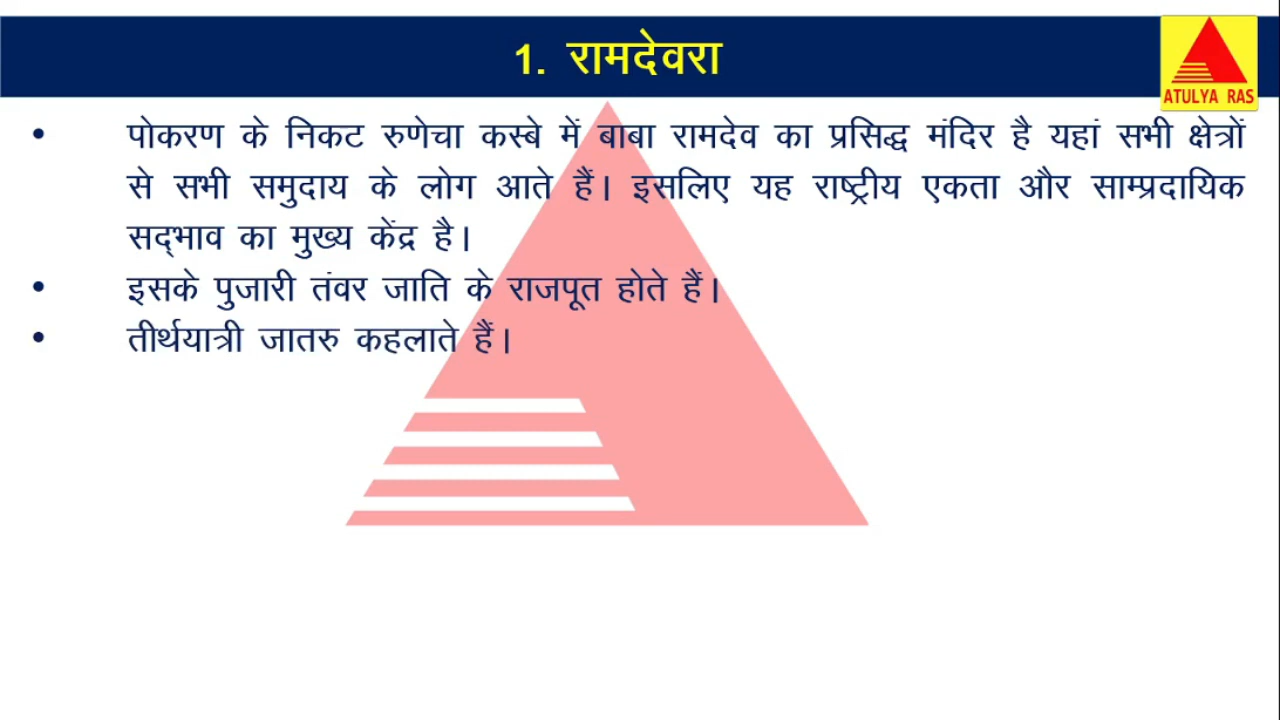 1. रामदेवरा
ATULYA RAS
• पोकरण के निकट रुणेचा कस्बे में बाबा रामदेव का प्रसिद्ध मंदिर है यहां सभी क्षेत्रों
से सभी समुदाय के लोग आते हैं। इसलिए यह राष्ट्रीय एकता और साम्प्रदायिक
सद्‌भाव का मुख्य केंद्र है।
• इसके पुजारी तंवर जाति के राजपूत होते हैं।
• तीर्थयात्री जातरु कहलाते हैं।